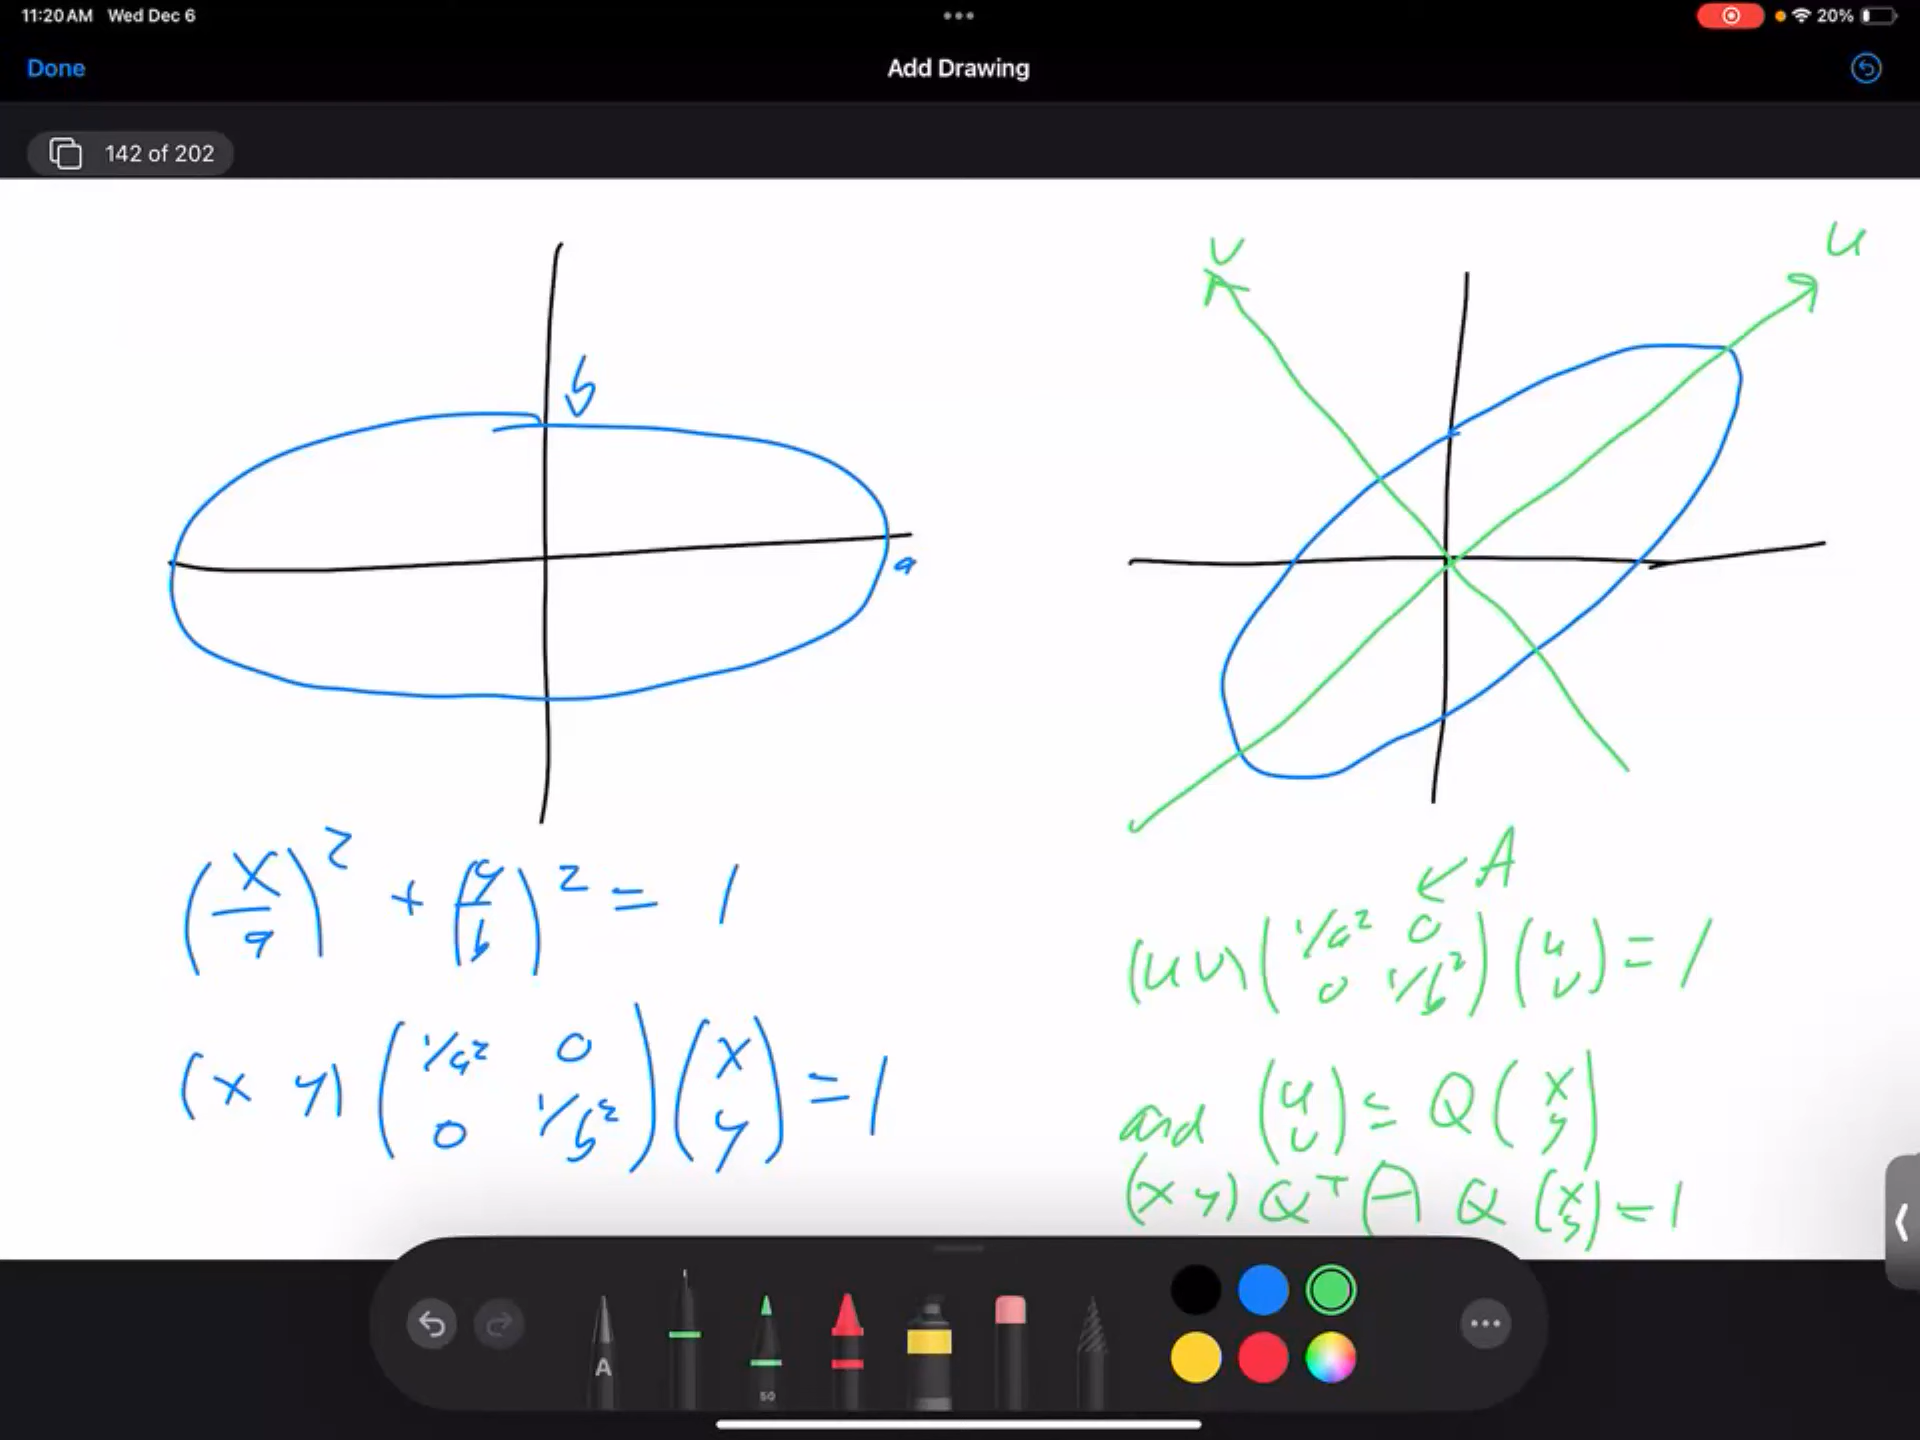 11:20 AM Wed Dec 6
20%
Done
Add Drawing
142 of 202
b
a
(x/a)² + (y/b)² = 1
(x y) (1/a² 0
0 1/b²) (x
y) = 1
v
u
A
(u v) (1/a² 0
0 1/b²) (u
v) = 1
and (u
v) = Q (x
y)
(x y) Qᵀ A Q (x
y) = 1
A
50